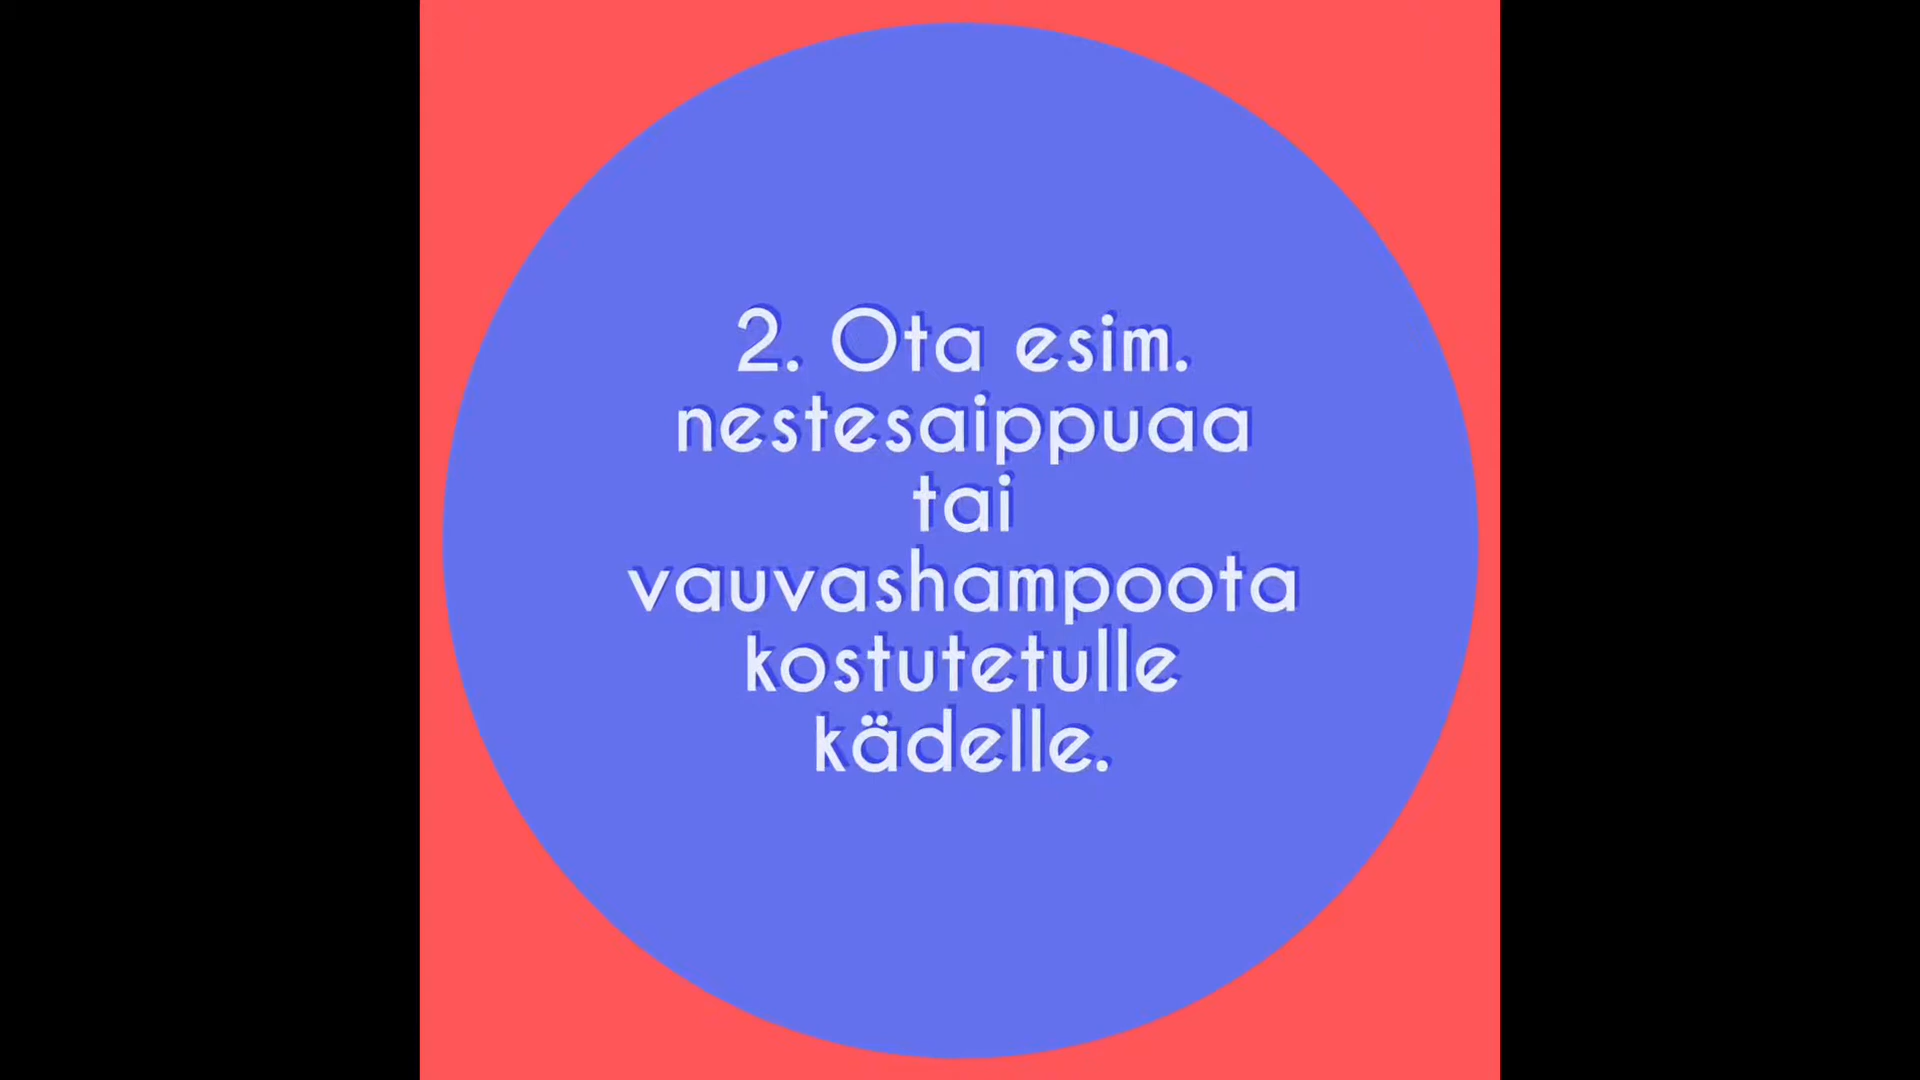 2. Ota esim.
nestesaippuaa
tai
vauvashampoota
kostutetulle
kädelle.